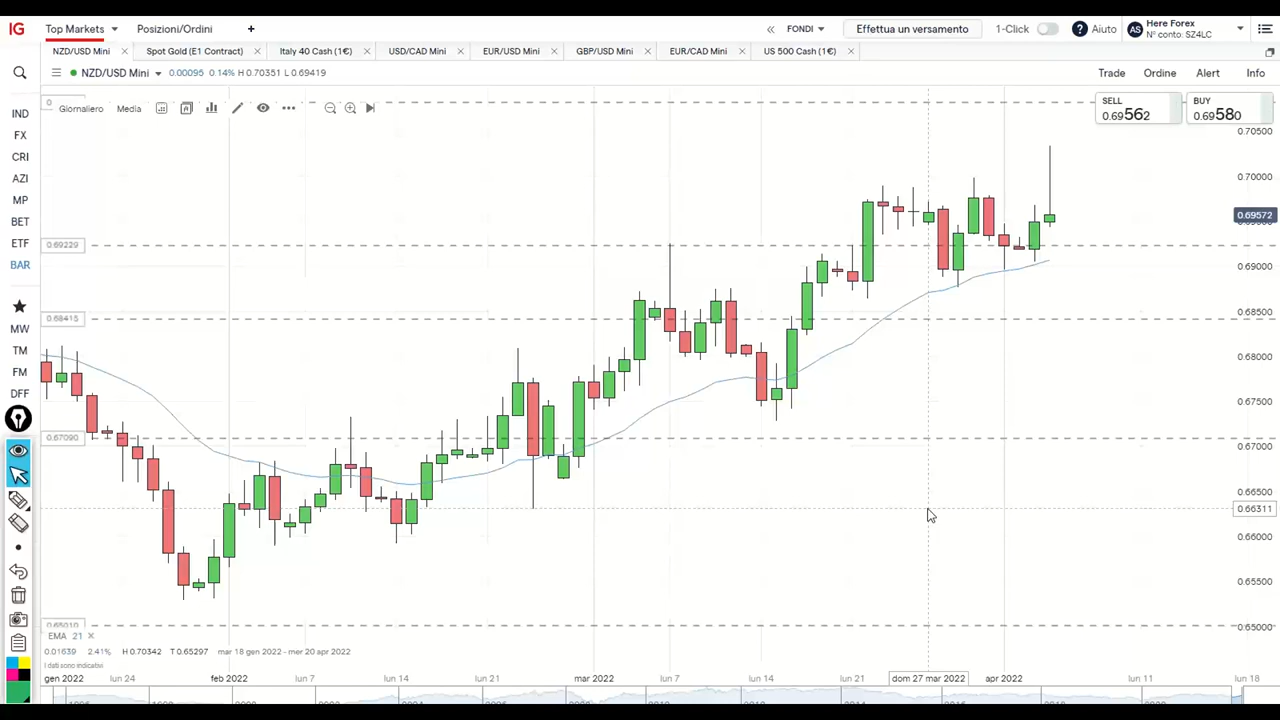 IG Top Markets Posizioni/Ordini + « FONDI Effettua un versamento 1-Click ? Aiuto AS Here Forex
Nº conto: SZ4LC
NZD/USD Mini × Spot Gold (E1 Contract) × Italy 40 Cash (1€) × USD/CAD Mini × EUR/USD Mini × GBP/USD Mini × EUR/CAD Mini × US 500 Cash (1€) ×
NZD/USD Mini 0.00095 0.14% H 0.70351 L 0.69419 Trade Ordine Alert Info
0 Giornaliero Media
SELL
0.69562
BUY
0.69580
IND
FX
CRI
AZI
MP
BET
ETF
BAR
MW
TM
FM
DFF
0.69229
0.68415
0.67090
0.65010
0.70500
0.70000
0.69572
0.69000
0.68500
0.68000
0.67500
0.67000
0.66500
0.66311
0.66000
0.65500
0.65000
EMA 21 ×
0.01639 2.41% H 0.70342 T 0.65297 mar 18 gen 2022 - mer 20 apr 2022
I dati sono indicativi
gen 2022 lun 24 feb 2022 lun 7 lun 14 lun 21 mar 2022 lun 7 lun 14 lun 21 dom 27 mar 2022 apr 2022 lun 11 lun 18